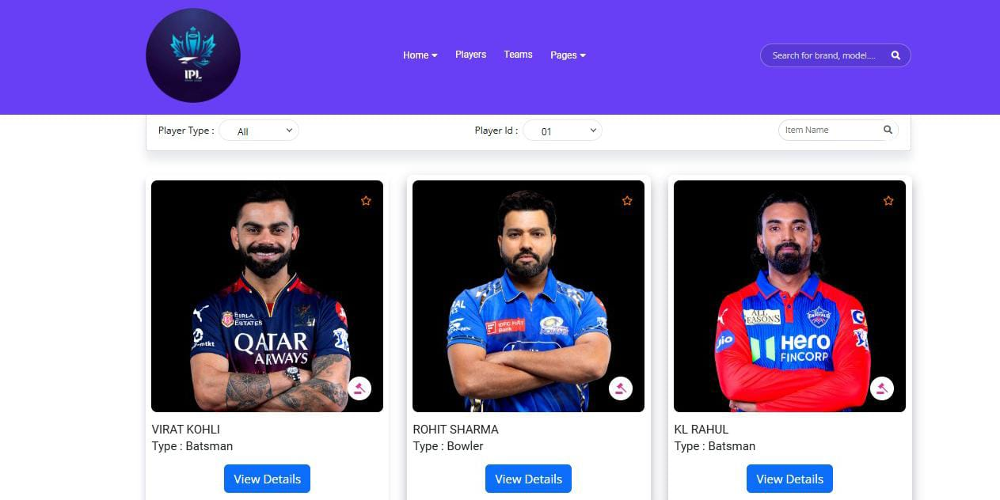 IPL
Home
Players
Teams
Pages
Search for brand, model....
Player Type :
All
Player Id :
01
Item Name
BIRLA
ESTATES
mtkt
QATAR
AIRWAYS
IDFC FIRST
Bank
ALL
SEASONS
CAPITALS
Jio
Hero
FINCORP
VIRAT KOHLI
Type : Batsman
View Details
ROHIT SHARMA
Type : Bowler
View Details
KL RAHUL
Type : Batsman
View Details